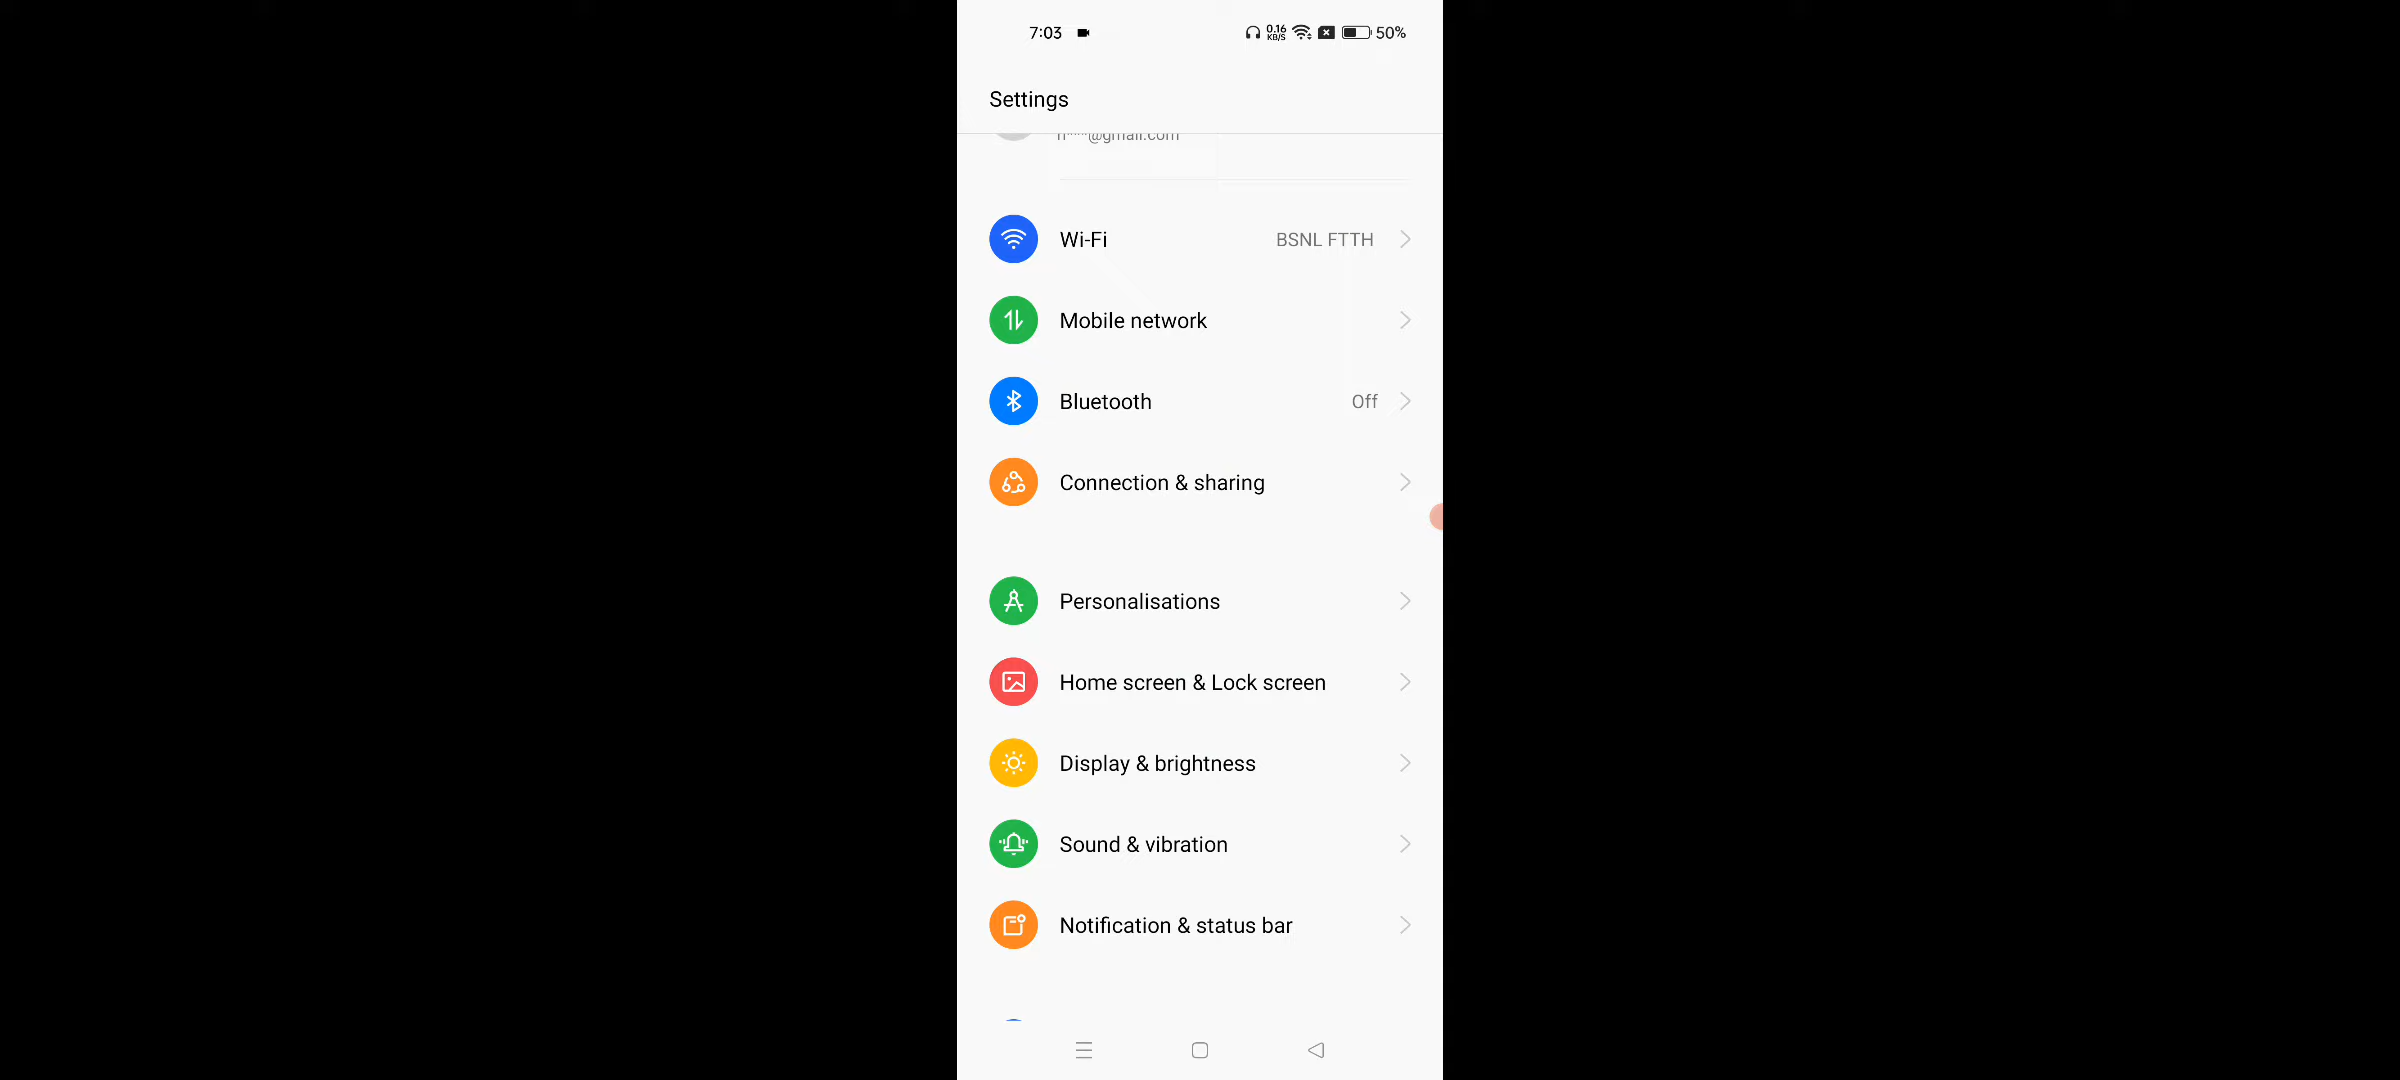 7:03 0.16 KB/S 50%
Settings
@gmail.com
Wi-Fi BSNL FTTH
Mobile network
Bluetooth Off
Connection & sharing
Personalisations
Home screen & Lock screen
Display & brightness
Sound & vibration
Notification & status bar